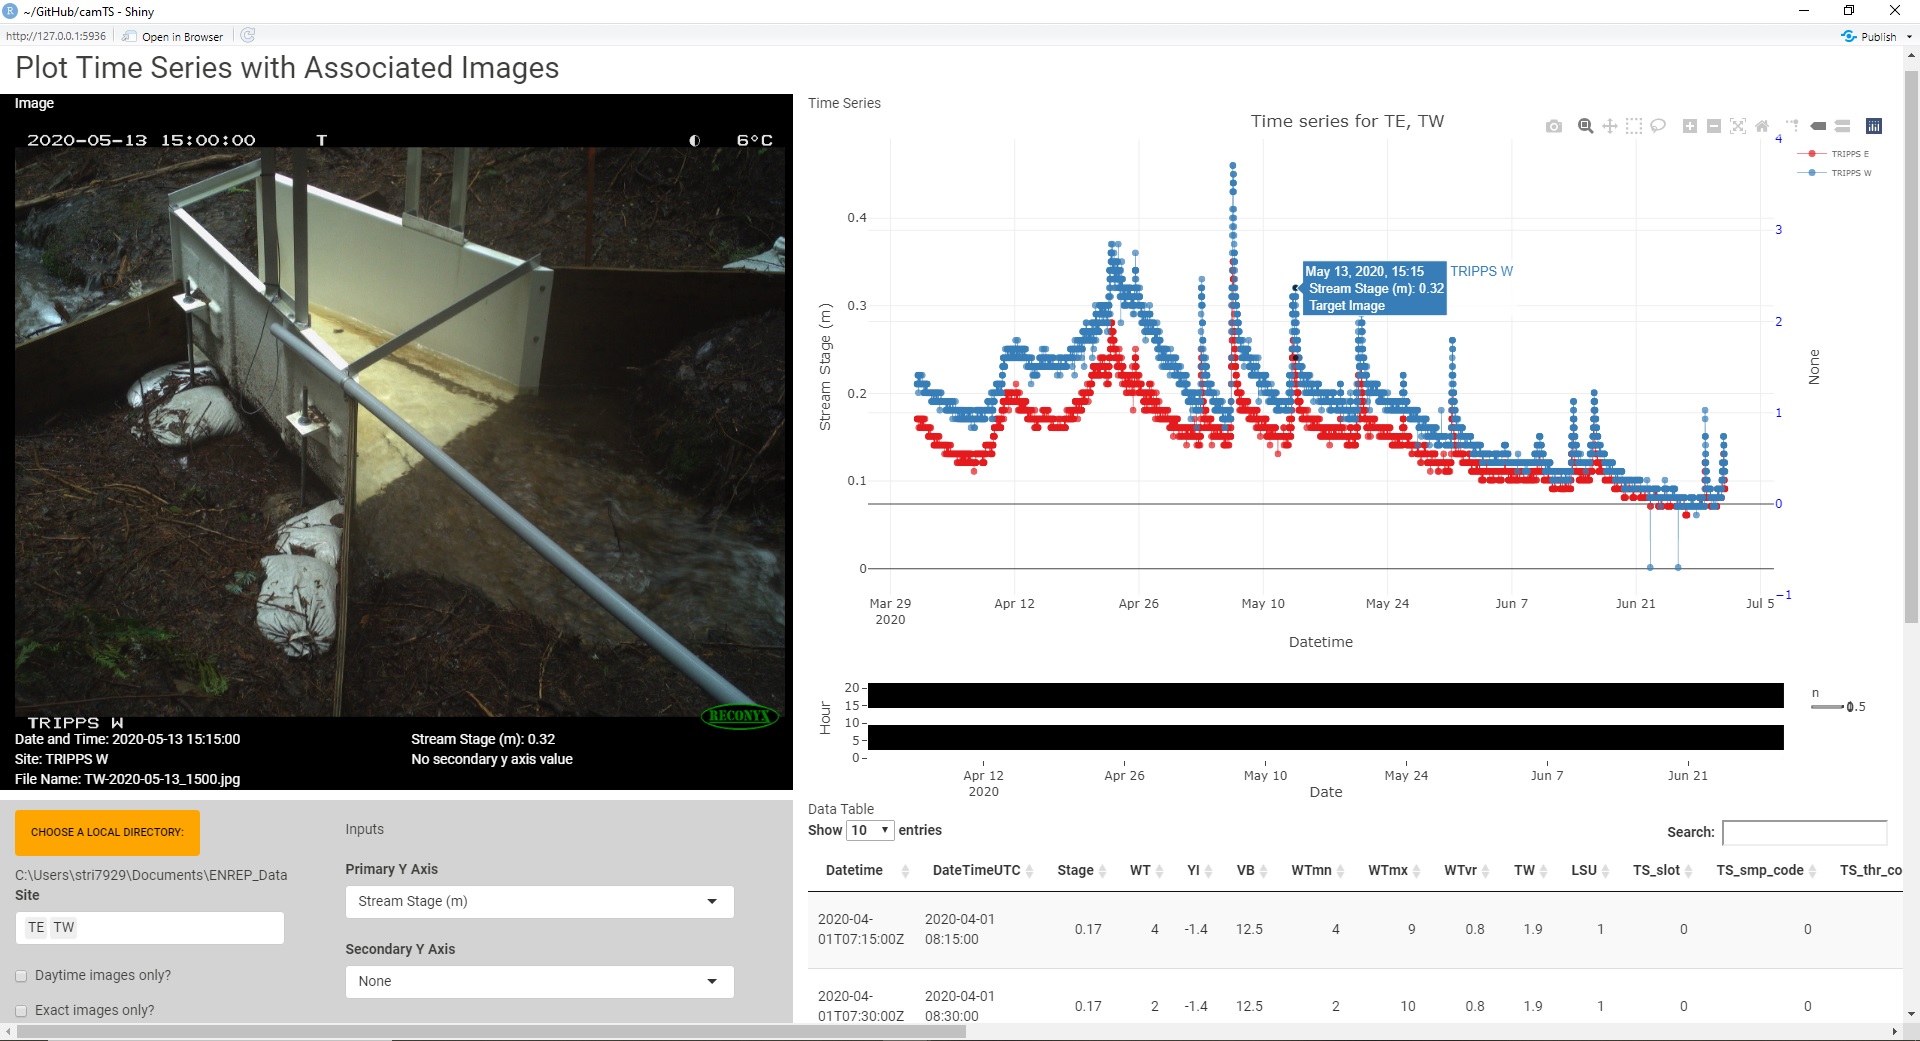 ~/GitHub/camTS - Shiny
http://127.0.0.1:5936
Open in Browser
Publish
Plot Time Series with Associated Images
Image
2020-05-13 15:00:00 T 6°C
TRIPPS W
RECONYX
Date and Time: 2020-05-13 15:15:00
Site: TRIPPS W
File Name: TW-2020-05-13_1500.jpg
Stream Stage (m): 0.32
No secondary y axis value
CHOOSE A LOCAL DIRECTORY:
C:\Users\stri7929\Documents\ENREP_Data
Site
TE TW
Daytime images only?
Exact images only?
Inputs
Primary Y Axis
Stream Stage (m)
Secondary Y Axis
None
Time Series
Time series for TE, TW
TRIPPS E
TRIPPS W
4
3
2
1
0
−1
None
0.4
0.3
0.2
0.1
0
Stream Stage (m)
May 13, 2020, 15:15
Stream Stage (m): 0.32
Target Image
TRIPPS W
Mar 29 Apr 12 Apr 26 May 10 May 24 Jun 7 Jun 21 Jul 5
2020
Datetime
20
15
10
5
0
Hour
n
Apr 12 Apr 26 May 10 May 24 Jun 7 Jun 21
2020
Date
Data Table
Show 10 entries
Search:
Datetime DateTimeUTC Stage WT YI VB WTmn WTmx WTvr TW LSU TS_slot TS_smp_code TS_thr_co
2020-04-01T07:15:00Z 2020-04-01 08:15:00 0.17 4 -1.4 12.5 4 9 0.8 1.9 1 0 0
2020-04-01T07:30:00Z 2020-04-01 08:30:00 0.17 2 -1.4 12.5 2 10 0.8 1.9 1 0 0